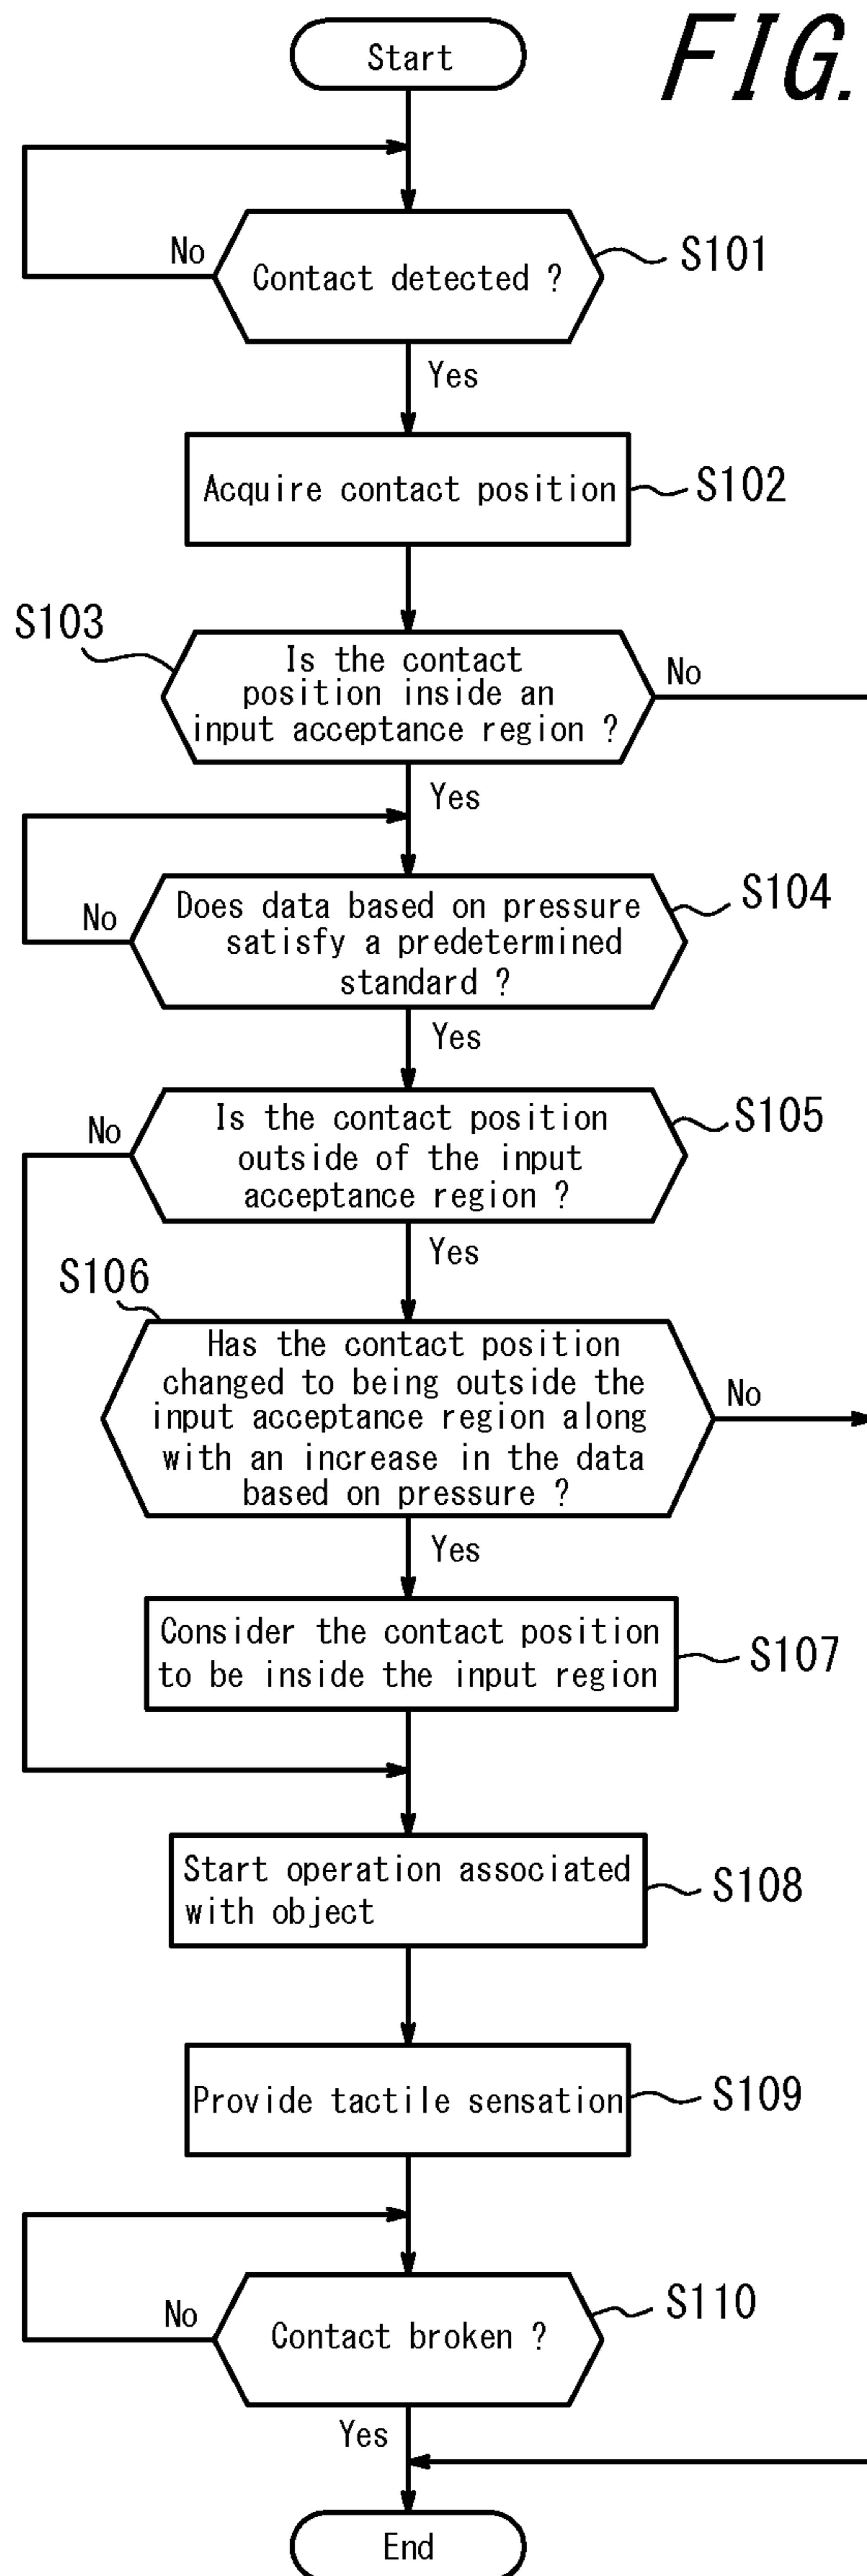 FIG.
Start
No
Contact detected ?
S101
Yes
Acquire contact position
S102
S103
Is the contact
position inside an
input acceptance region ?
No
Yes
Does data based on pressure
satisfy a predetermined
standard ?
S104
No
Yes
Is the contact position
outside of the input
acceptance region ?
S105
No
Yes
S106
Has the contact position
changed to being outside the
input acceptance region along
with an increase in the data
based on pressure ?
No
Yes
Consider the contact position
to be inside the input region
S107
Start operation associated
with object
S108
Provide tactile sensation
S109
No
Contact broken ?
S110
Yes
End